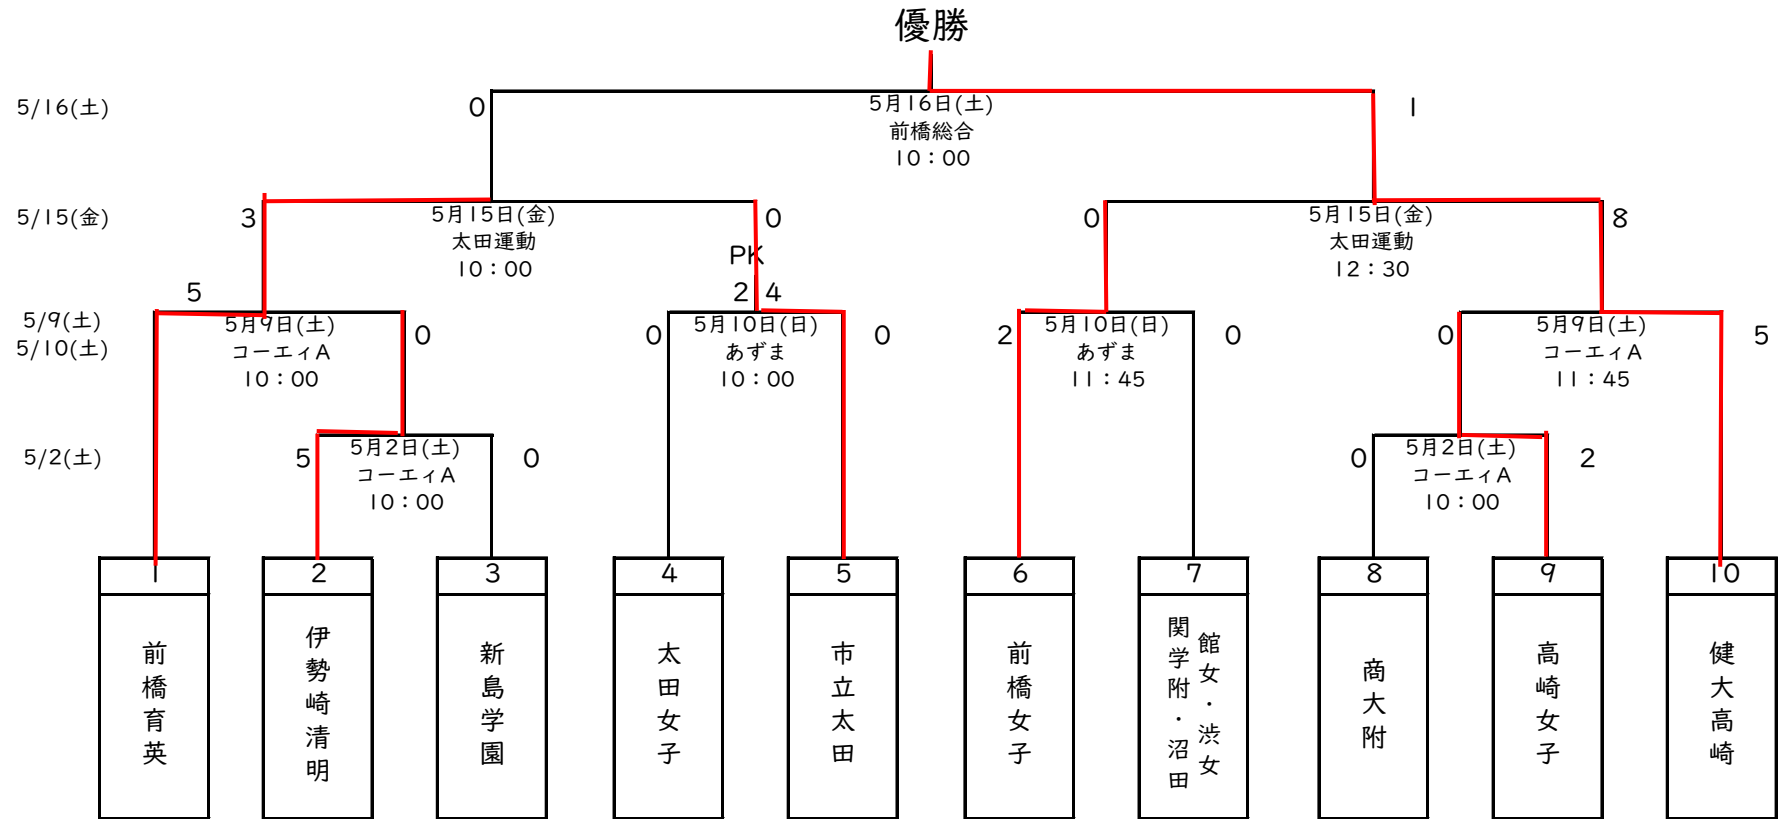 優勝
5/16(土)
0
5月16日(土)
1
前橋総合
10：00
5/15(金)
3
5月15日(金)
0
0
5月15日(金)
8
太田運動
太田運動
PK
10：00
12：30
5
2
4
5/9(土)
5月9日(土)
5月10日(日)
5月10日(日)
5月9日(土)
5/10(土)
0
0
0
2
0
0
5
コーエィA
あずま
あずま
コーエィA
10：00
10：00
11：45
11：45
5/2(土)
5
5月2日(土)
0
0
5月2日(土)
2
コーエィA
コーエィA
10：00
10：00
1
2
3
4
5
6
7
8
9
10
前橋育英
伊勢崎清明
新島学園
太田女子
市立太田
前橋女子
館女・渋女
関学附・沼田
商大附
高崎女子
健大高崎